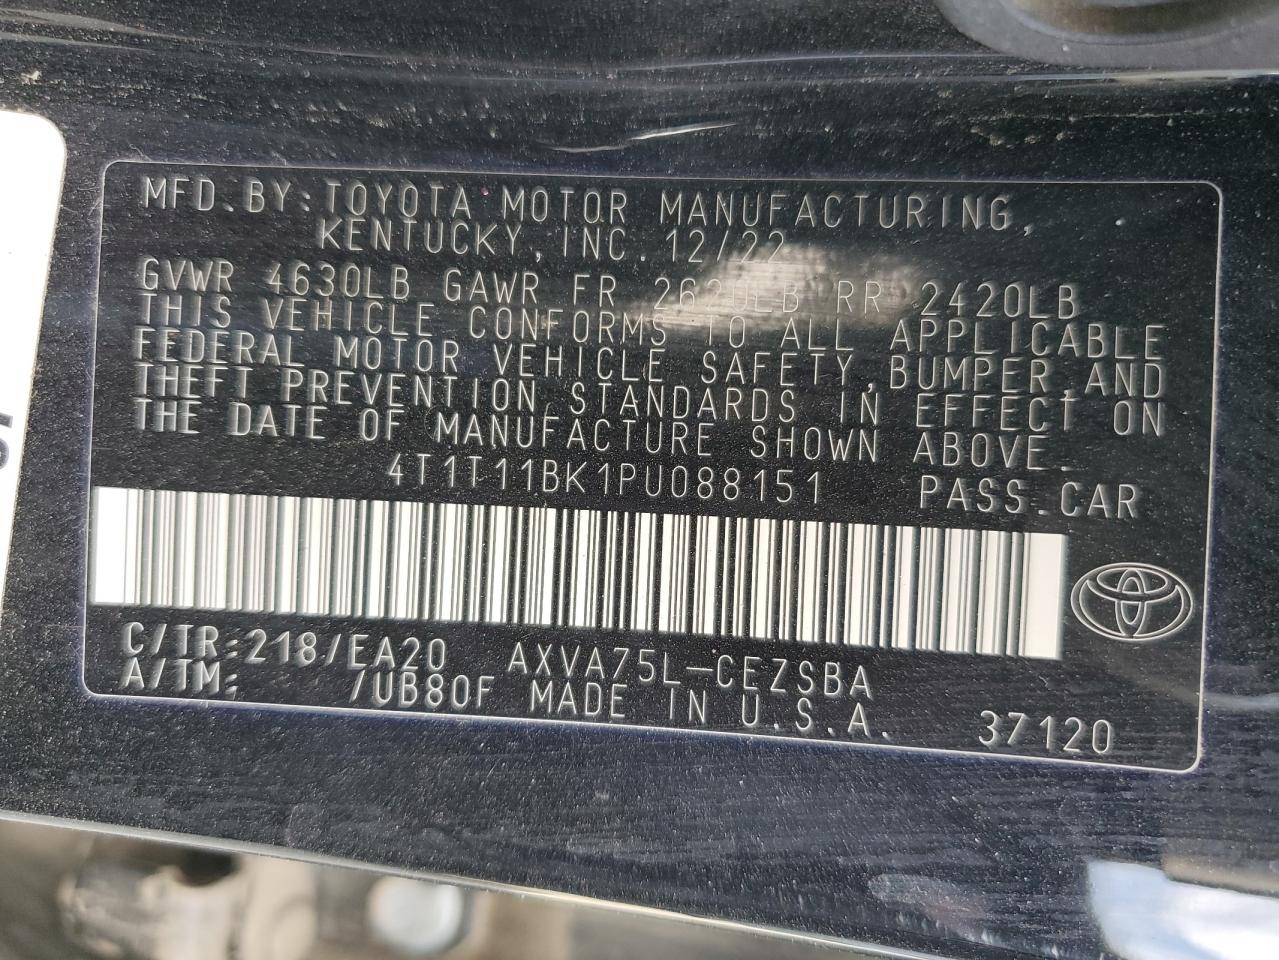 MFD.BY:TOYOTA MOTOR MANUFACTURING,
KENTUCKY,INC.12/22
GVWR 4630LB GAWR FR LB RR 2420LB
THIS VEHICLE CONFORMS TO ALL APPLICABLE
FEDERAL MOTOR VEHICLE SAFETY,BUMPER,AND
THEFT PREVENTION STANDARDS IN EFFECT ON
THE DATE OF MANUFACTURE SHOWN ABOVE.
4T1T11BK1PU088151 PASS.CAR
C/TR:218/EA20 AXVA75L-CEZSBA
A/TM: /UB80F MADE IN U.S.A. 37120